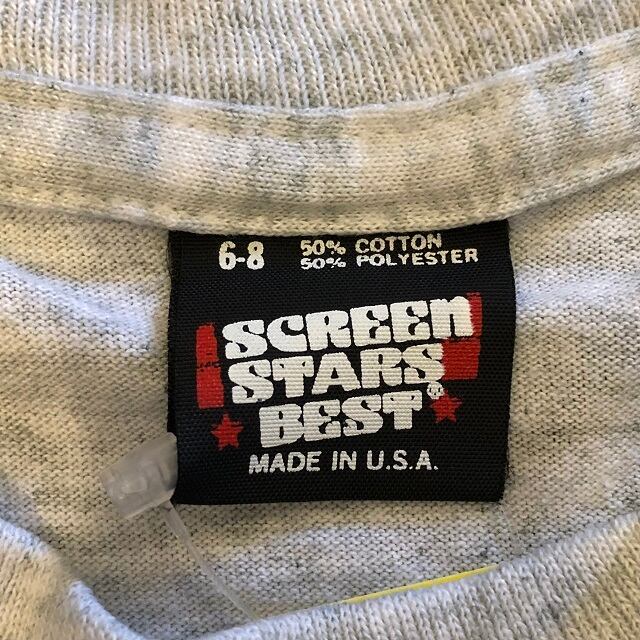 6-8
50% COTTON
50% POLYESTER
SCREEN
STARS
BEST®
MADE IN U.S.A.